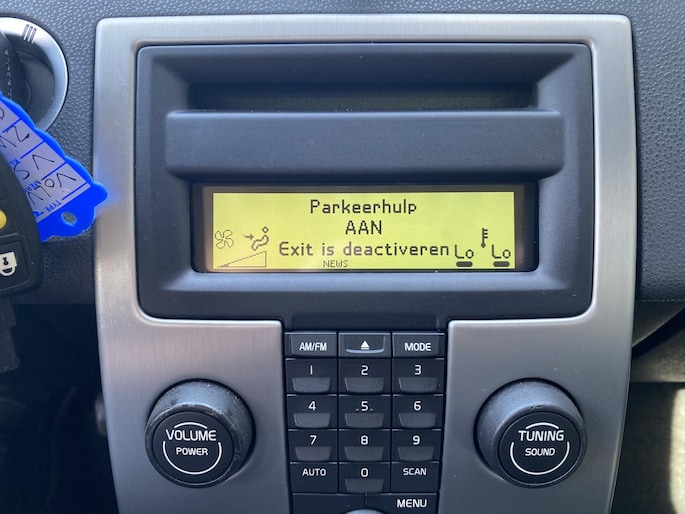 Parkeerhulp
AAN
Exit is deactiveren
Lo Lo
NEWS
AM/FM MODE
1 2 3
4 5 6
7 8 9
AUTO 0 SCAN
MENU
VOLUME
POWER
TUNING
SOUND
TYPE